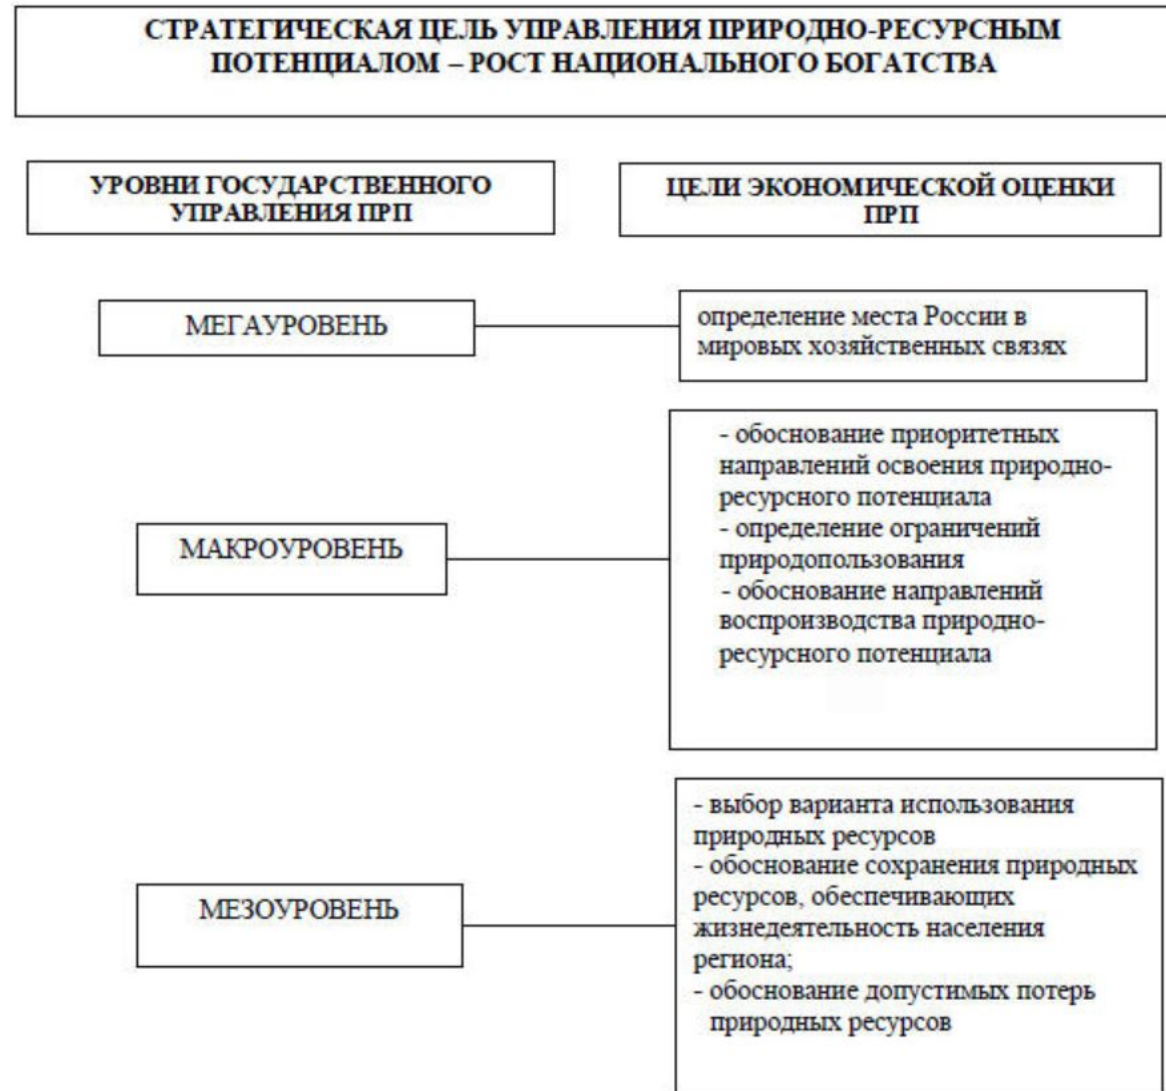 СТРАТЕГИЧЕСКАЯ ЦЕЛЬ УПРАВЛЕНИЯ ПРИРОДНО-РЕСУРСНЫМ
ПОТЕНЦИАЛОМ – РОСТ НАЦИОНАЛЬНОГО БОГАТСТВА
УРОВНИ ГОСУДАРСТВЕННОГО
УПРАВЛЕНИЯ ПРП
ЦЕЛИ ЭКОНОМИЧЕСКОЙ ОЦЕНКИ
ПРП
МЕГАУРОВЕНЬ
определение места России в
мировых хозяйственных связях
МАКРОУРОВЕНЬ
- обоснование приоритетных
направлений освоения природно-
ресурсного потенциала
- определение ограничений
природопользования
- обоснование направлений
воспроизводства природно-
ресурсного потенциала
МЕЗОУРОВЕНЬ
- выбор варианта использования
природных ресурсов
- обоснование сохранения природных
ресурсов, обеспечивающих
жизнедеятельность населения
региона;
- обоснование допустимых потерь
природных ресурсов